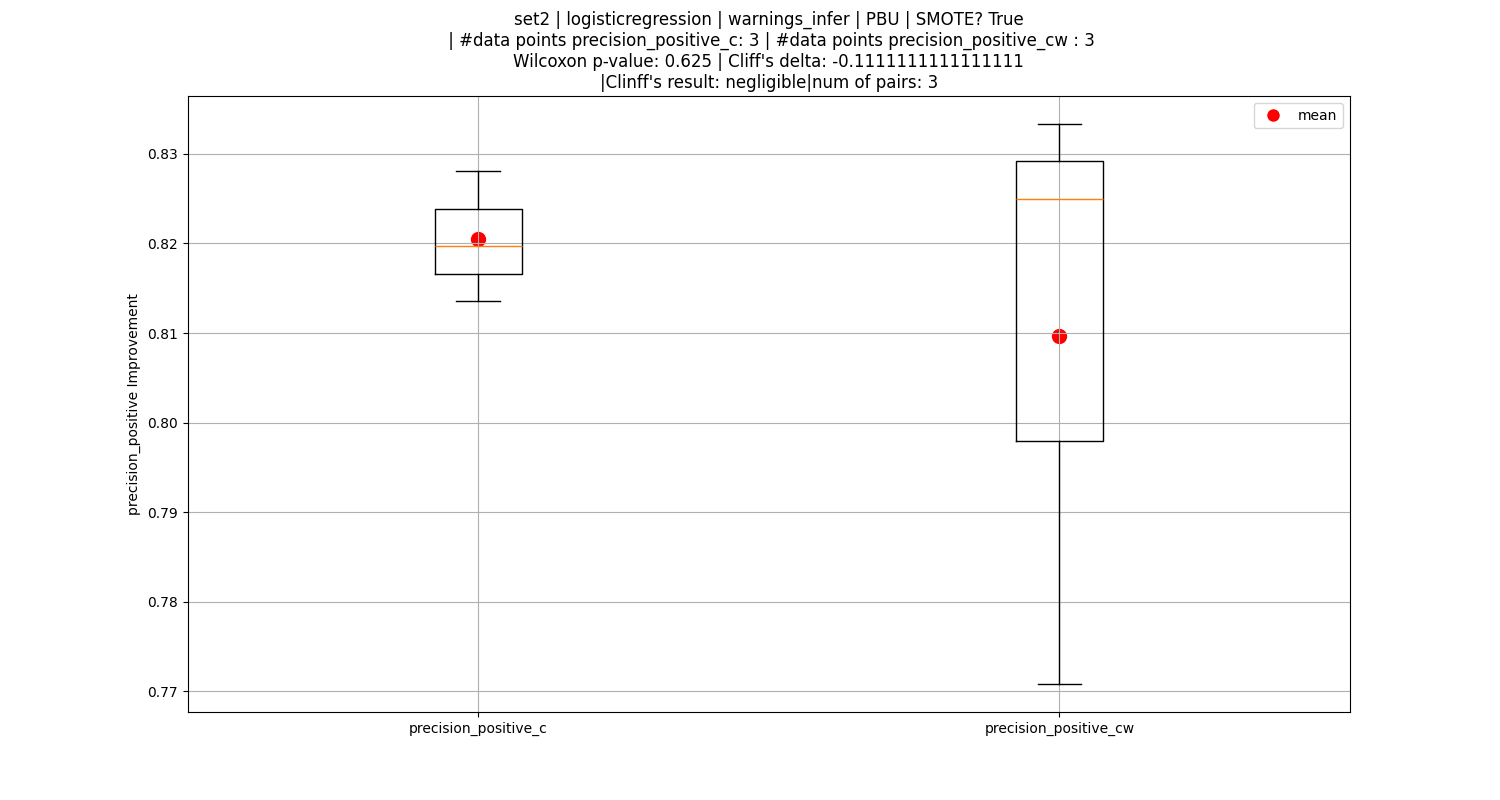 set2 | logisticregression | warnings_infer | PBU | SMOTE? True
| #data points precision_positive_c: 3 | #data points precision_positive_cw : 3
Wilcoxon p-value: 0.625 | Cliff's delta: -0.1111111111111111
|Clinff's result: negligible|num of pairs: 3
mean
0.83
0.82
0.81
0.80
0.79
0.78
0.77
precision_positive Improvement
precision_positive_c
precision_positive_cw